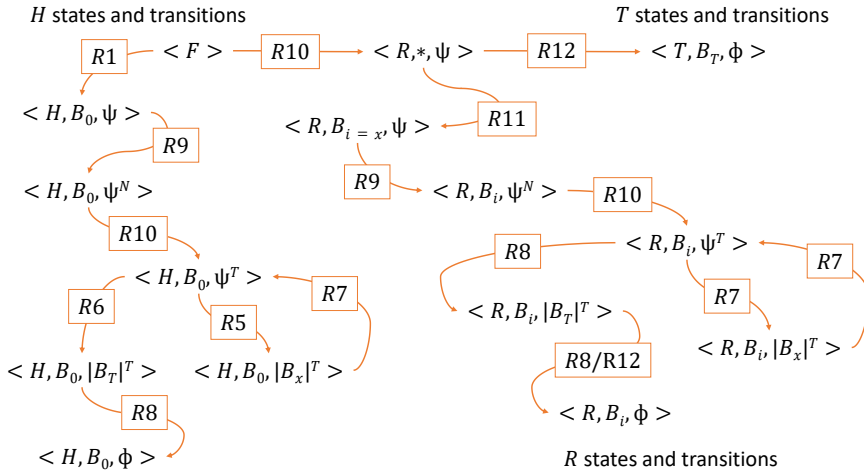 H states and transitions
T states and transitions
R1
< F >
R10
< R,∗, ψ >
R12
< T, B_T, ϕ >
< H, B_0, ψ >
R11
< R, B_{i = x}, ψ >
R9
R9
< H, B_0, ψ^N >
< R, B_i, ψ^N >
R10
R10
R8
< R, B_i, ψ^T >
R7
< H, B_0, ψ^T >
R7
R7
R6
R5
< R, B_i, |B_T|^T >
< R, B_i, |B_x|^T >
R8/R12
< H, B_0, |B_T|^T >
< H, B_0, |B_x|^T >
R8
< R, B_i, ϕ >
< H, B_0, ϕ >
R states and transitions